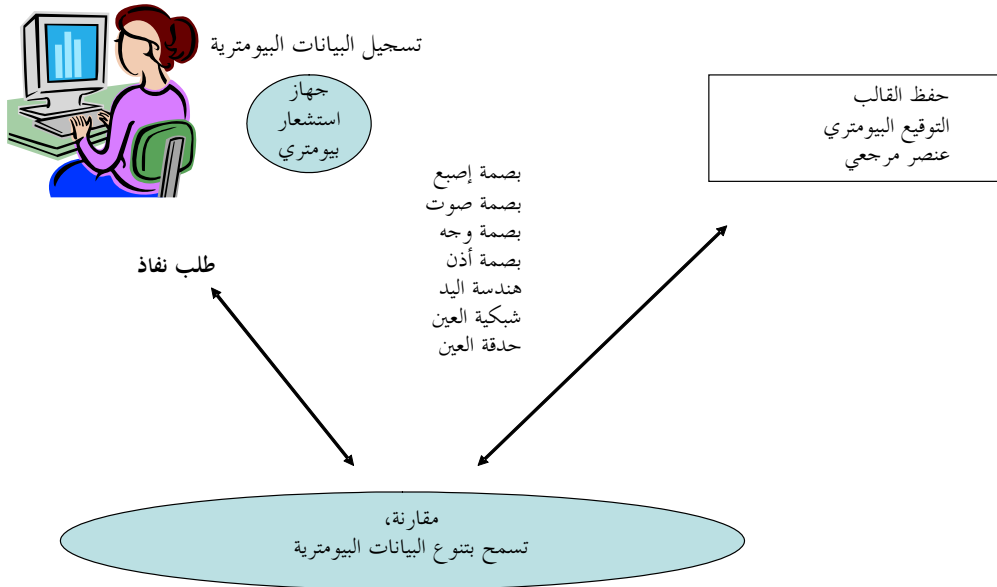 تسحيل البيانات البيومترية
جهاز
استشعار
بيومتري
حفظ القالب
التوقيع البيومتري
عنصر مرجعي
بصمة إصبع
بصمة صوت
بصمة وجه
بصمة أذن
هندسة اليد
شبكية العين
حدقة العين
طلب نفاذ
مقارنة،
تسمح بتنوع البيانات البيومترية